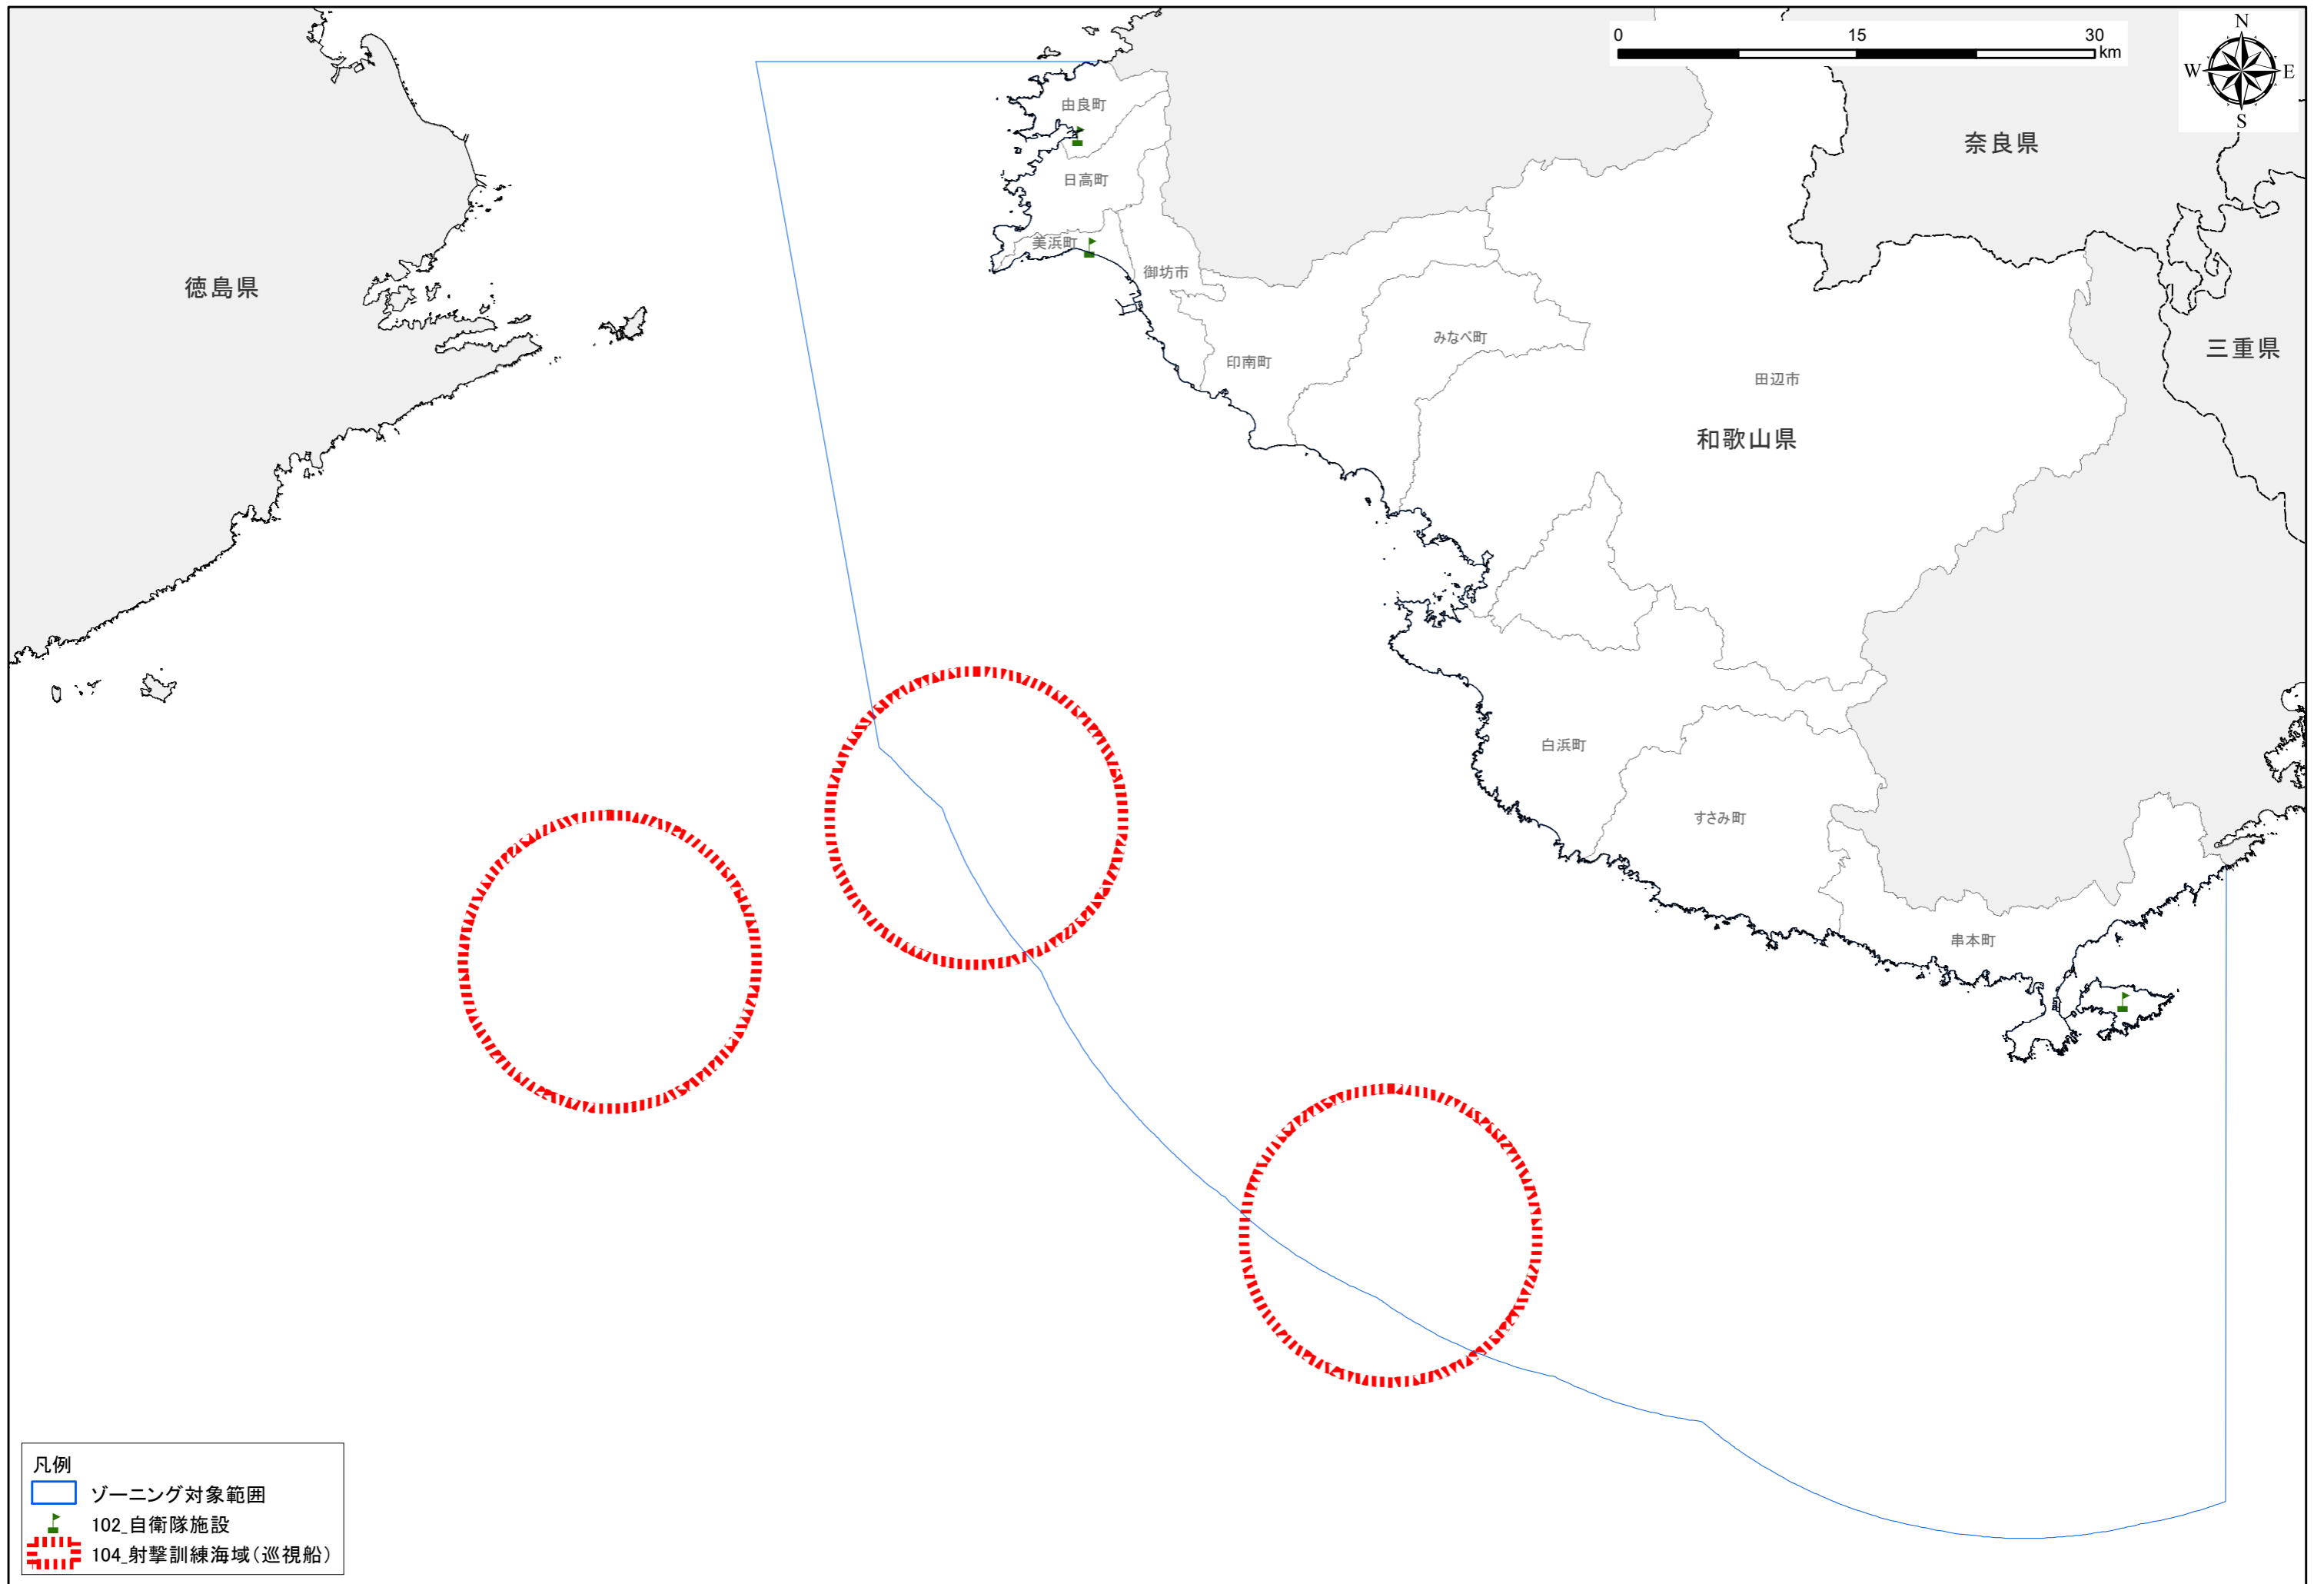 0 15 30
km
N
W E
S
由良町
奈良県
日高町
美浜町
御坊市
徳島県
みなべ町
三重県
印南町
田辺市
和歌山県
白浜町
すさみ町
串本町
凡例
ゾーニング対象範囲
102_自衛隊施設
104_射撃訓練海域(巡視船)